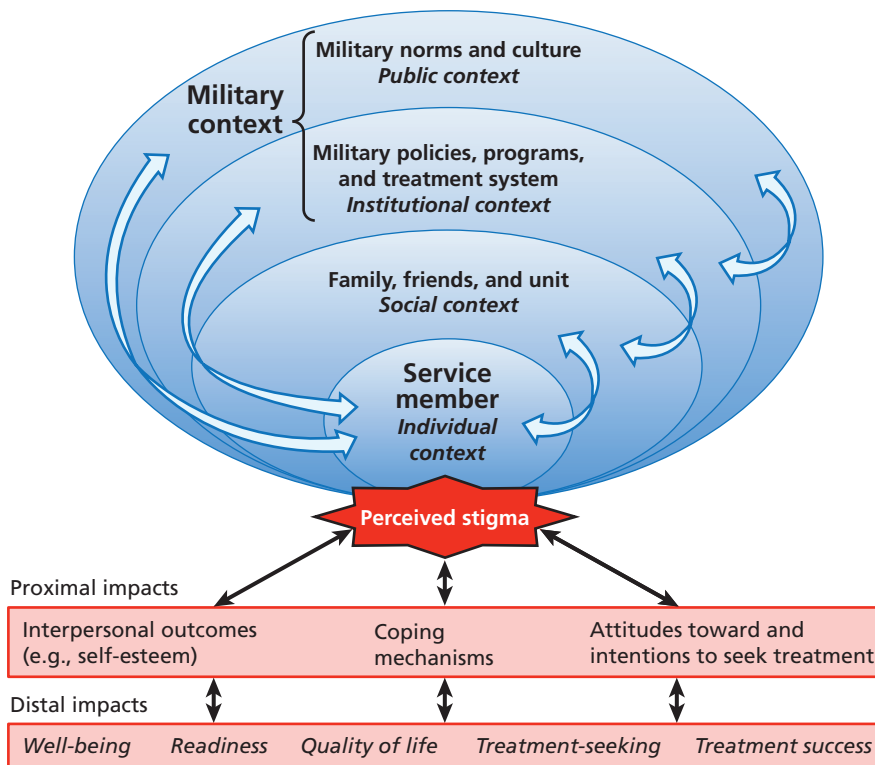 Military norms and culture
Public context
Military
context
Military policies, programs,
and treatment system
Institutional context
Family, friends, and unit
Social context
Service
member
Individual
context
Perceived stigma
Proximal impacts
Interpersonal outcomes
(e.g., self-esteem)
Coping
mechanisms
Attitudes toward and
intentions to seek treatment
Distal impacts
Well-being Readiness Quality of life Treatment-seeking Treatment success